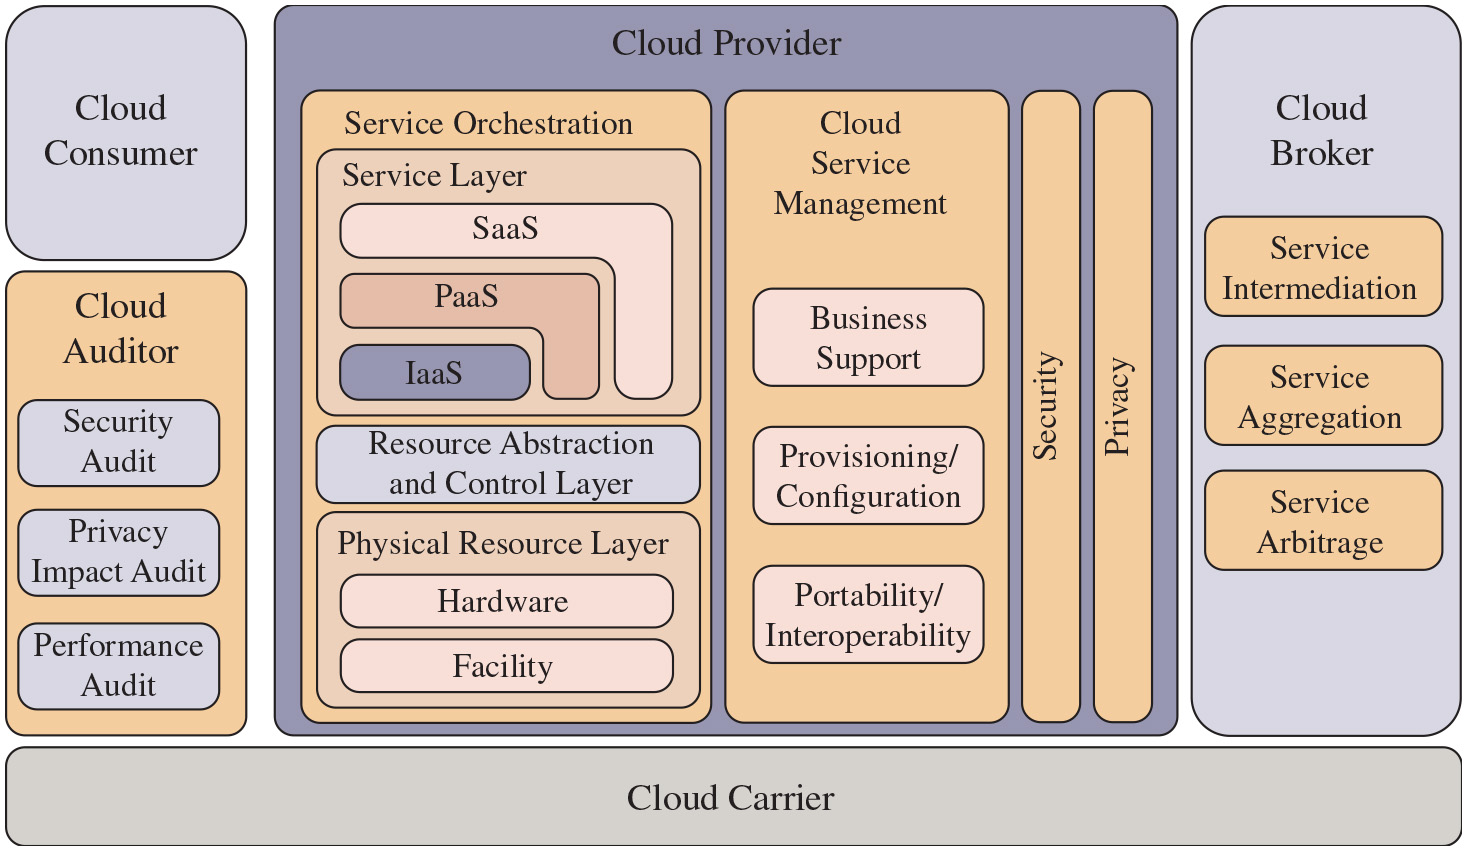 Cloud
Consumer
Cloud
Auditor
Security
Audit
Privacy
Impact Audit
Performance
Audit
Cloud Provider
Service Orchestration
Service Layer
SaaS
PaaS
IaaS
Resource Abstraction
and Control Layer
Physical Resource Layer
Hardware
Facility
Cloud
Service
Management
Business
Support
Provisioning/
Configuration
Portability/
Interoperability
Security
Privacy
Cloud
Broker
Service
Intermediation
Service
Aggregation
Service
Arbitrage
Cloud Carrier